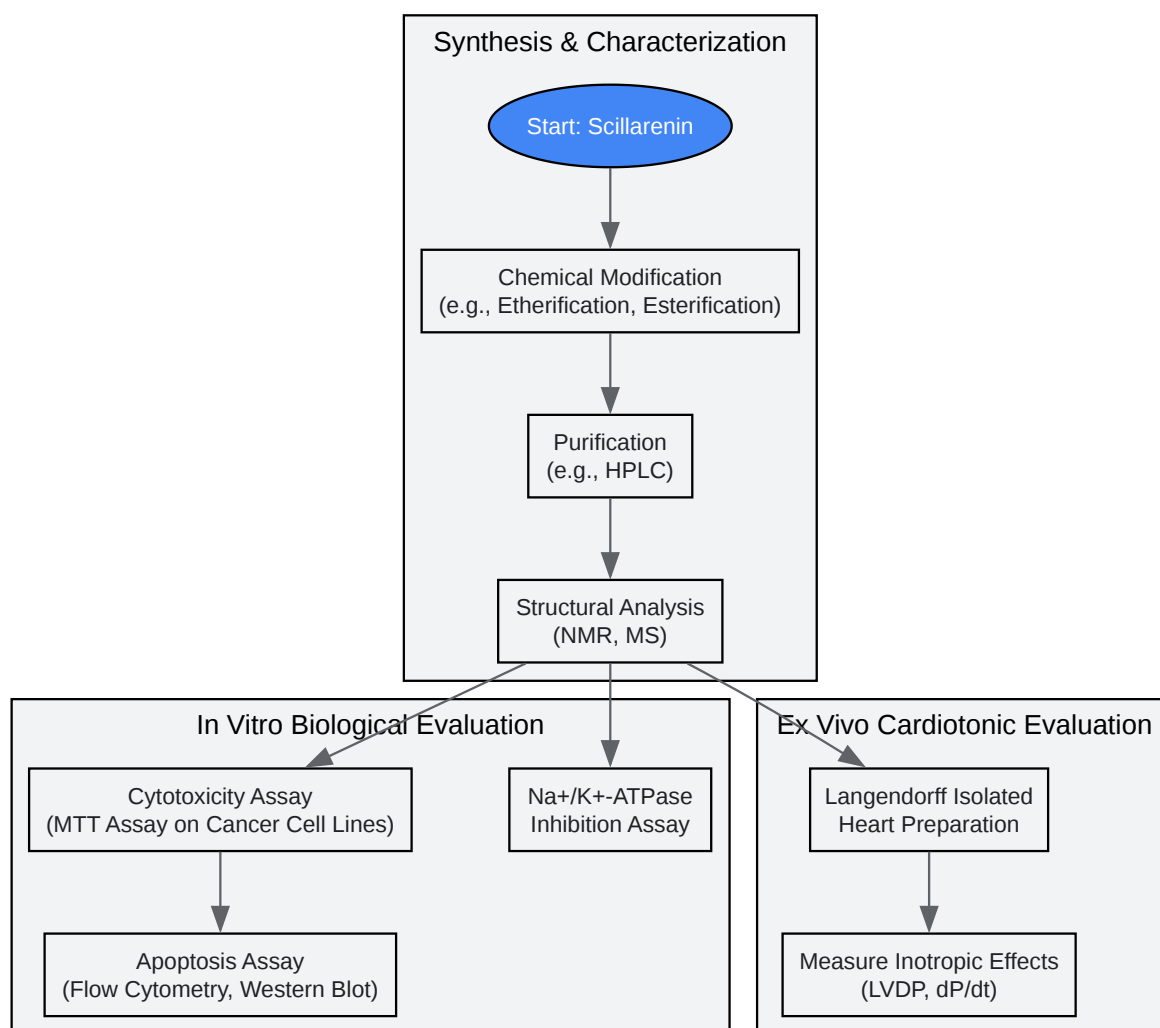 Synthesis & Characterization
Start: Scillarenin
Chemical Modification
(e.g., Etherification, Esterification)
Purification
(e.g., HPLC)
Structural Analysis
(NMR, MS)
In Vitro Biological Evaluation
Cytotoxicity Assay
(MTT Assay on Cancer Cell Lines)
Na+/K+-ATPase
Inhibition Assay
Apoptosis Assay
(Flow Cytometry, Western Blot)
Ex Vivo Cardiotonic Evaluation
Langendorff Isolated
Heart Preparation
Measure Inotropic Effects
(LVDP, dP/dt)